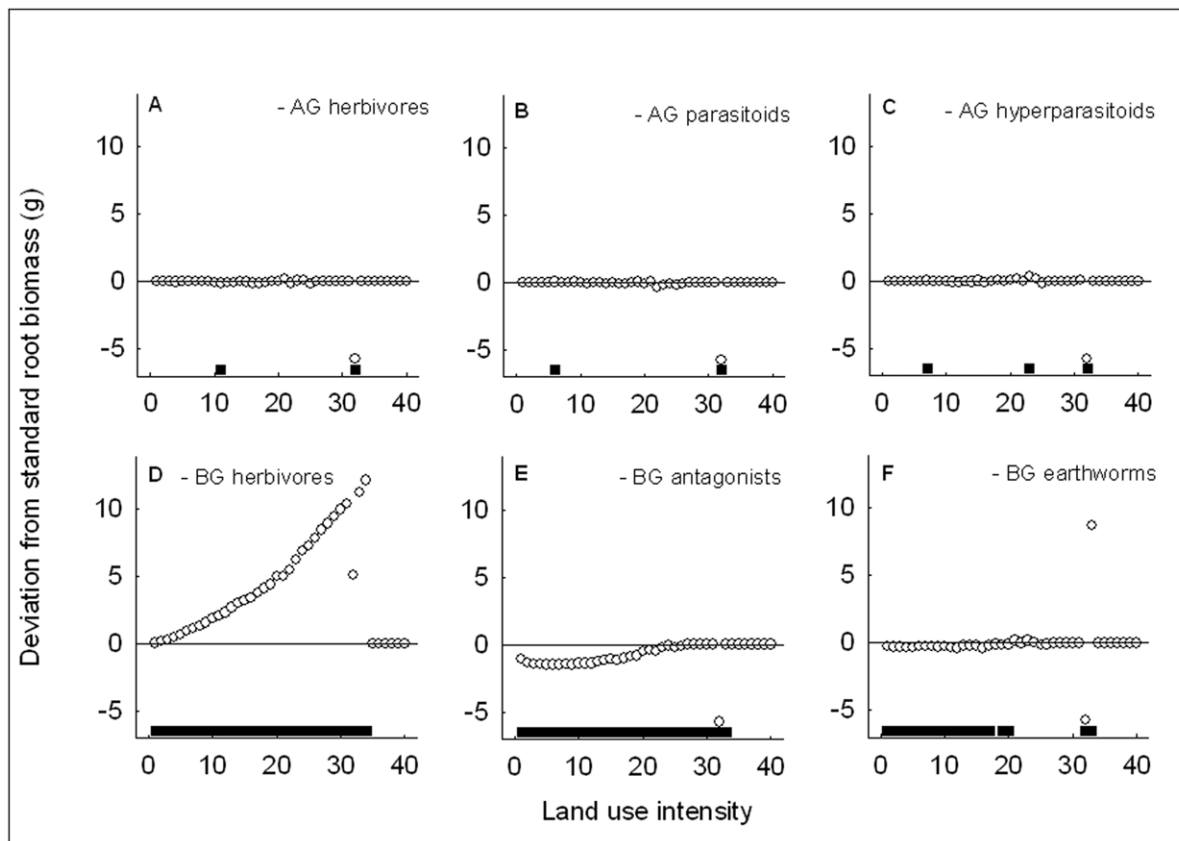 A - AG herbivores
B - AG parasitoids
C - AG hyperparasitoids
10 10 10
5 5 5
0 0 0
-5 -5 -5
0 10 20 30 40 0 10 20 30 40 0 10 20 30 40
D - BG herbivores
E - BG antagonists
F - BG earthworms
10 10 10
5 5 5
0 0 0
-5 -5 -5
0 10 20 30 40 0 10 20 30 40 0 10 20 30 40
Deviation from standard root biomass (g)
Land use intensity